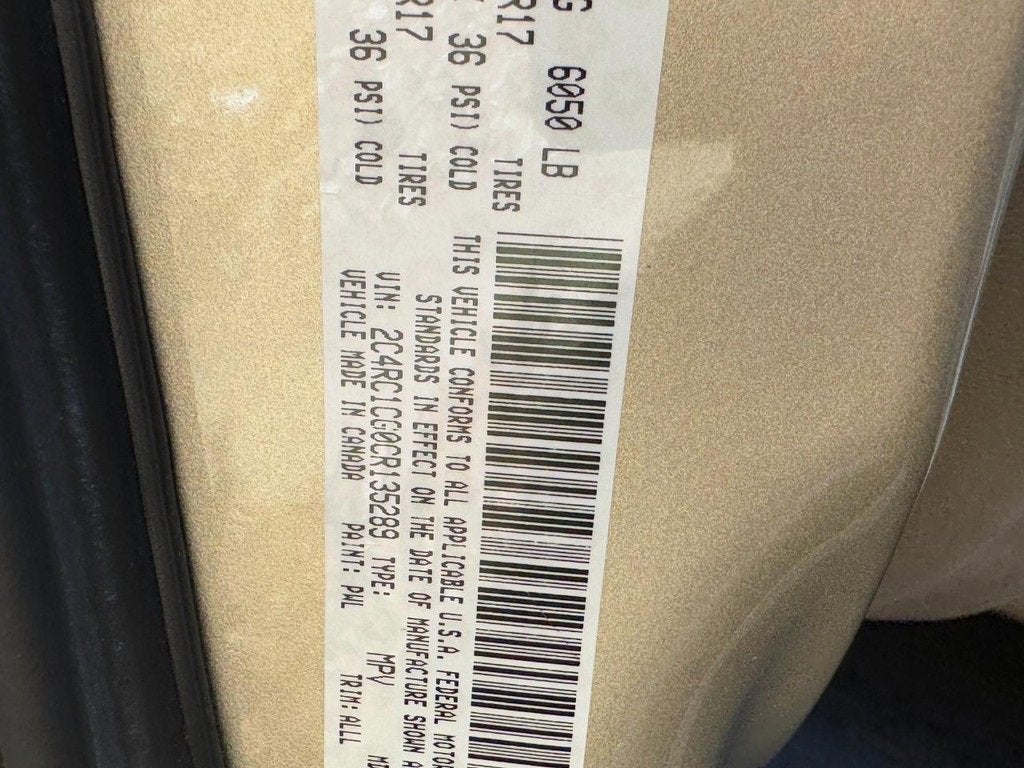 G 6050 LB
R17 TIRES
36 PSI) COLD
R17 TIRES
36 PSI) COLD
THIS VEHICLE CONFORMS TO ALL APPLICABLE U.S.A. FEDERAL MOTOR
STANDARDS IN EFFECT ON THE DATE OF MANUFACTURE SHOWN A
VIN: 2C4RC1CG0CR135289 TYPE: MPV
VEHICLE MADE IN CANADA PAINT: PWL TRIM: ALLL